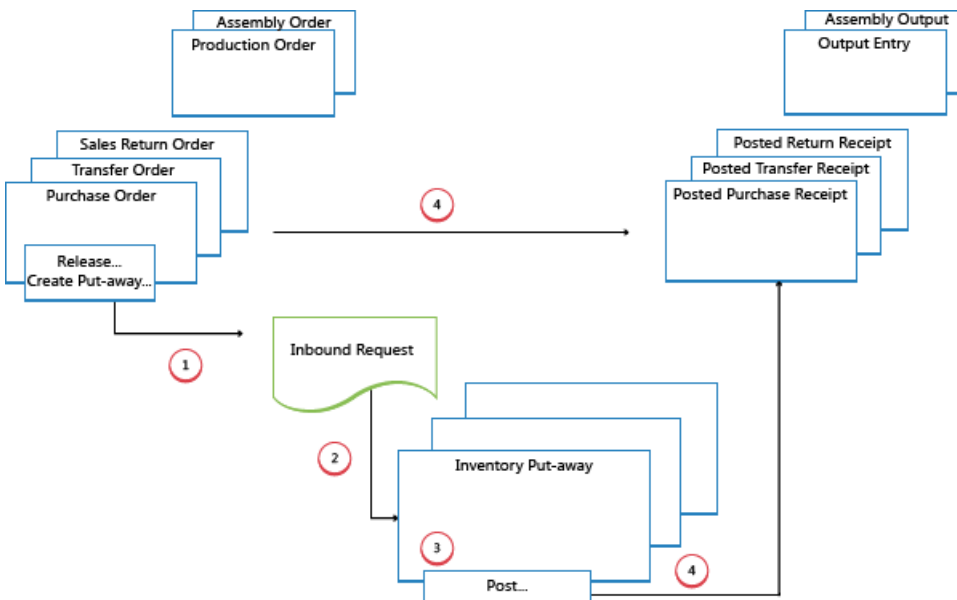 Assembly Order
Production Order
Assembly Output
Output Entry
Sales Return Order
Transfer Order
Purchase Order
Release...
Create Put-away...
4
Posted Return Receipt
Posted Transfer Receipt
Posted Purchase Receipt
1
Inbound Request
2
Inventory Put-away
3
Post...
4